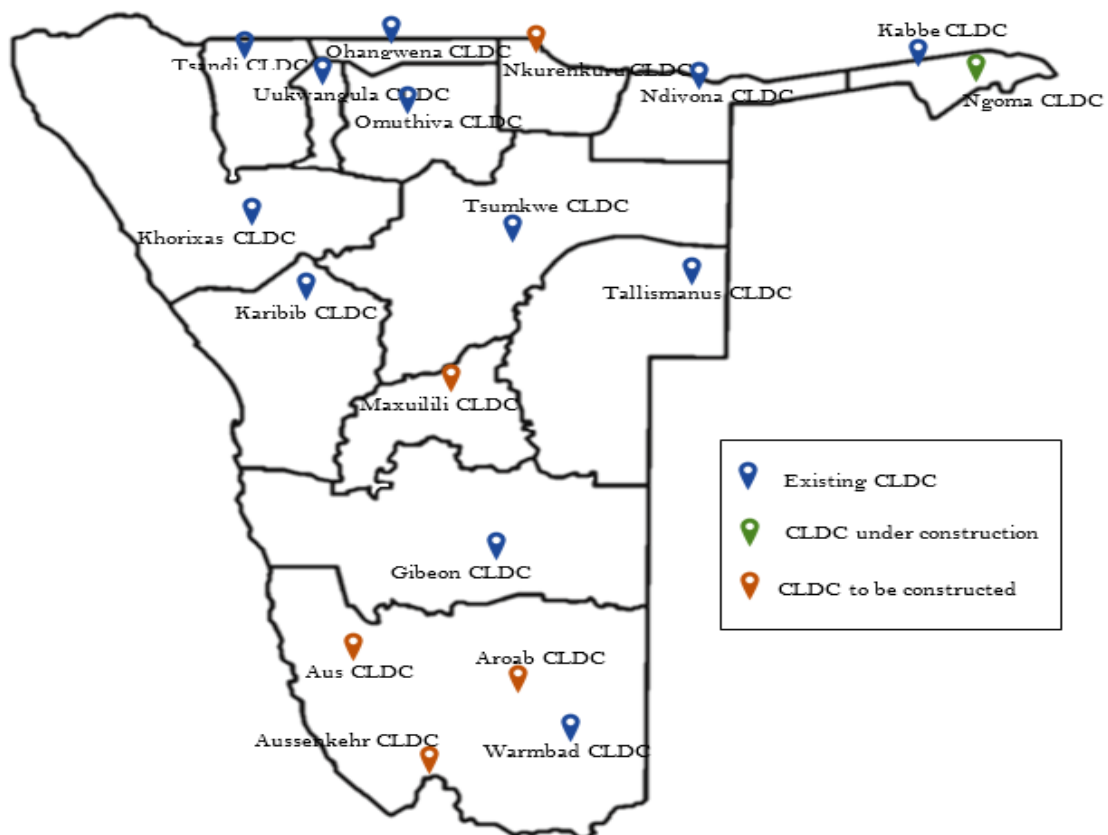 Kabbe CLDC
Ohangwena CLDC
Tsandi CLDC
Nkurenkuru CLDC
Uukwangula CLDC
Ndivona CLDC
Ngoma CLDC
Omuthiya CLDC
Tsumkwe CLDC
Khorixas CLDC
Tallismanus CLDC
Karibib CLDC
Maxuilili CLDC
Existing CLDC
CLDC under construction
CLDC to be constructed
Gibeon CLDC
Aroab CLDC
Aus CLDC
Aussenkehr CLDC
Warmbad CLDC